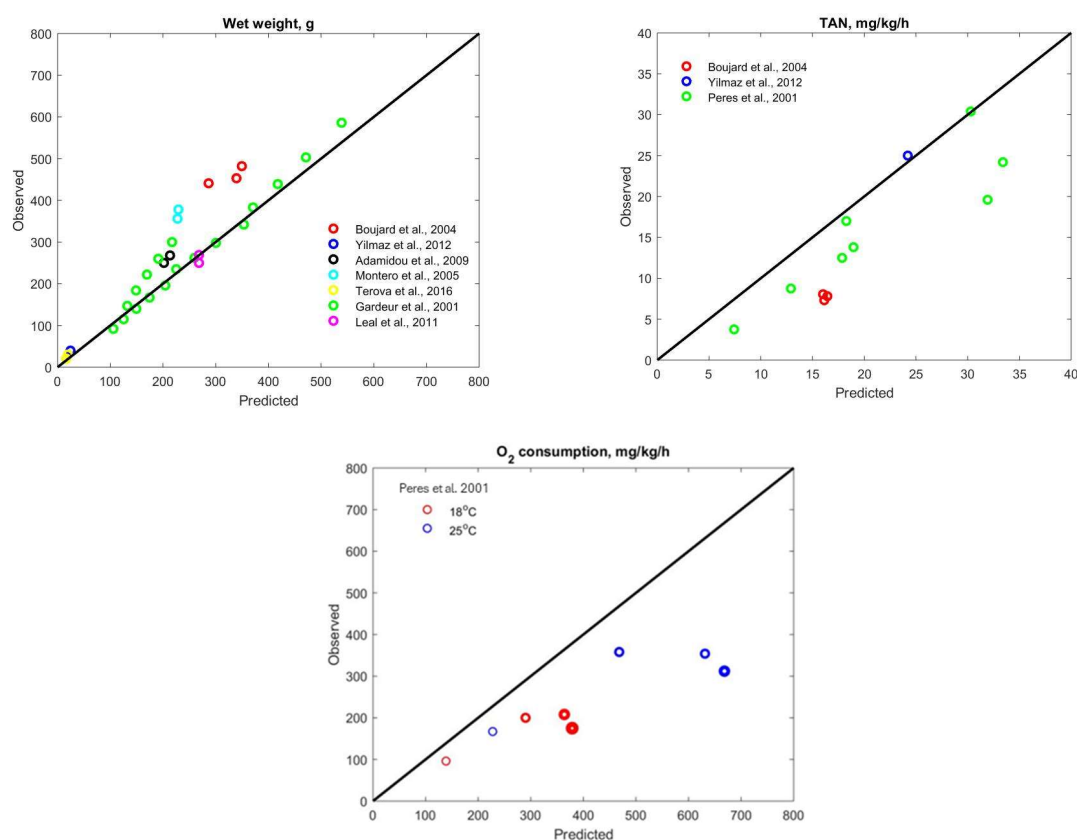 Wet weight, g
800
700
600
500
400
300
200
100
0
Observed
Boujard et al., 2004
Yilmaz et al., 2012
Adamidou et al., 2009
Montero et al., 2005
Terova et al., 2016
Gardeur et al., 2001
Leal et al., 2011
0 100 200 300 400 500 600 700 800
Predicted
TAN, mg/kg/h
40
35
30
25
20
15
10
5
0
Observed
Boujard et al., 2004
Yilmaz et al., 2012
Peres et al., 2001
0 5 10 15 20 25 30 35 40
Predicted
O₂ consumption, mg/kg/h
800
700
600
500
400
300
200
100
0
Observed
Peres et al. 2001
18°C
25°C
0 100 200 300 400 500 600 700 800
Predicted